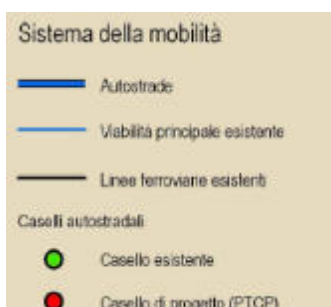 Sistema della mobilità
Autostrade
Viabilità principale esistente
Linee ferroviarie esistenti
Caselli autostradali
Casello esistente
Casello di progetto (PTCP)